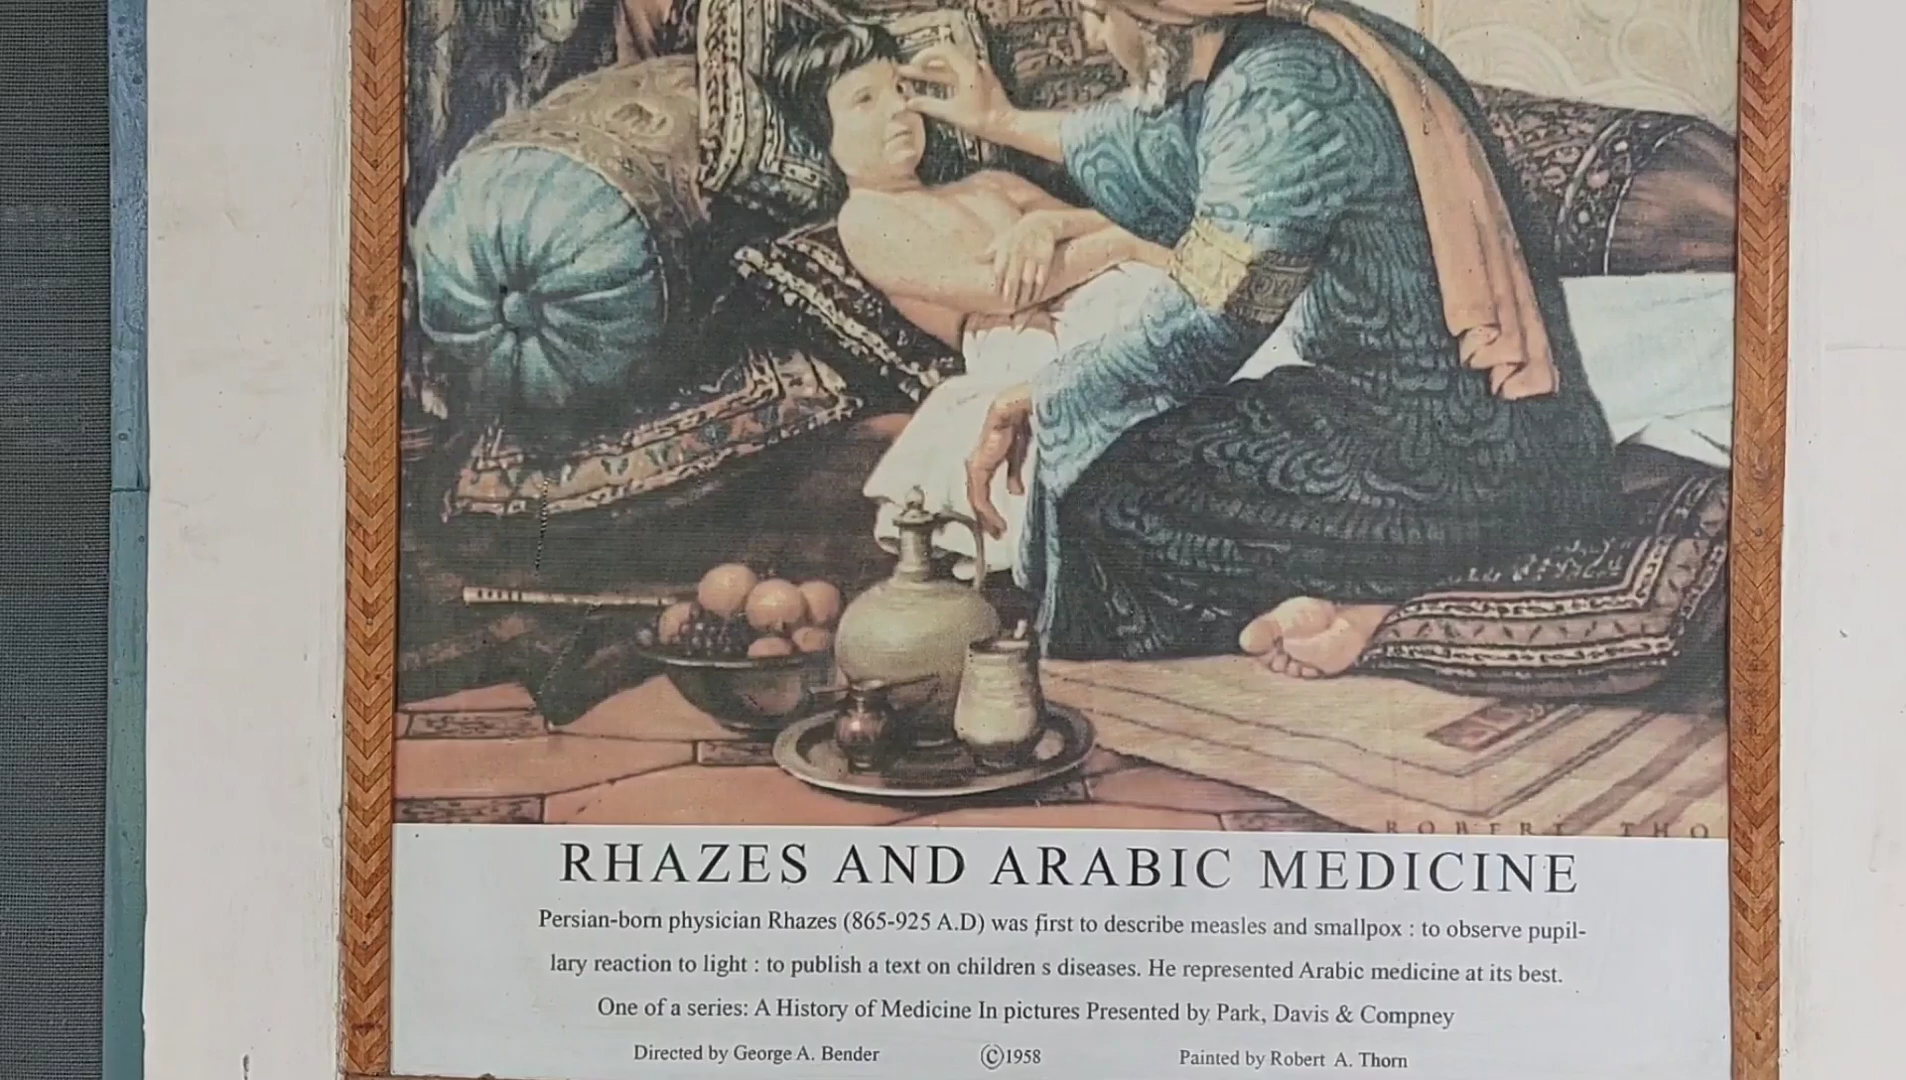 ROBERT THO
RHAZES AND ARABIC MEDICINE
Persian-born physician Rhazes (865-925 A.D) was first to describe measles and smallpox : to observe pupil-
lary reaction to light : to publish a text on children s diseases. He represented Arabic medicine at its best.
One of a series: A History of Medicine In pictures Presented by Park, Davis & Compney
Directed by George A. Bender ©1958 Painted by Robert A. Thorn